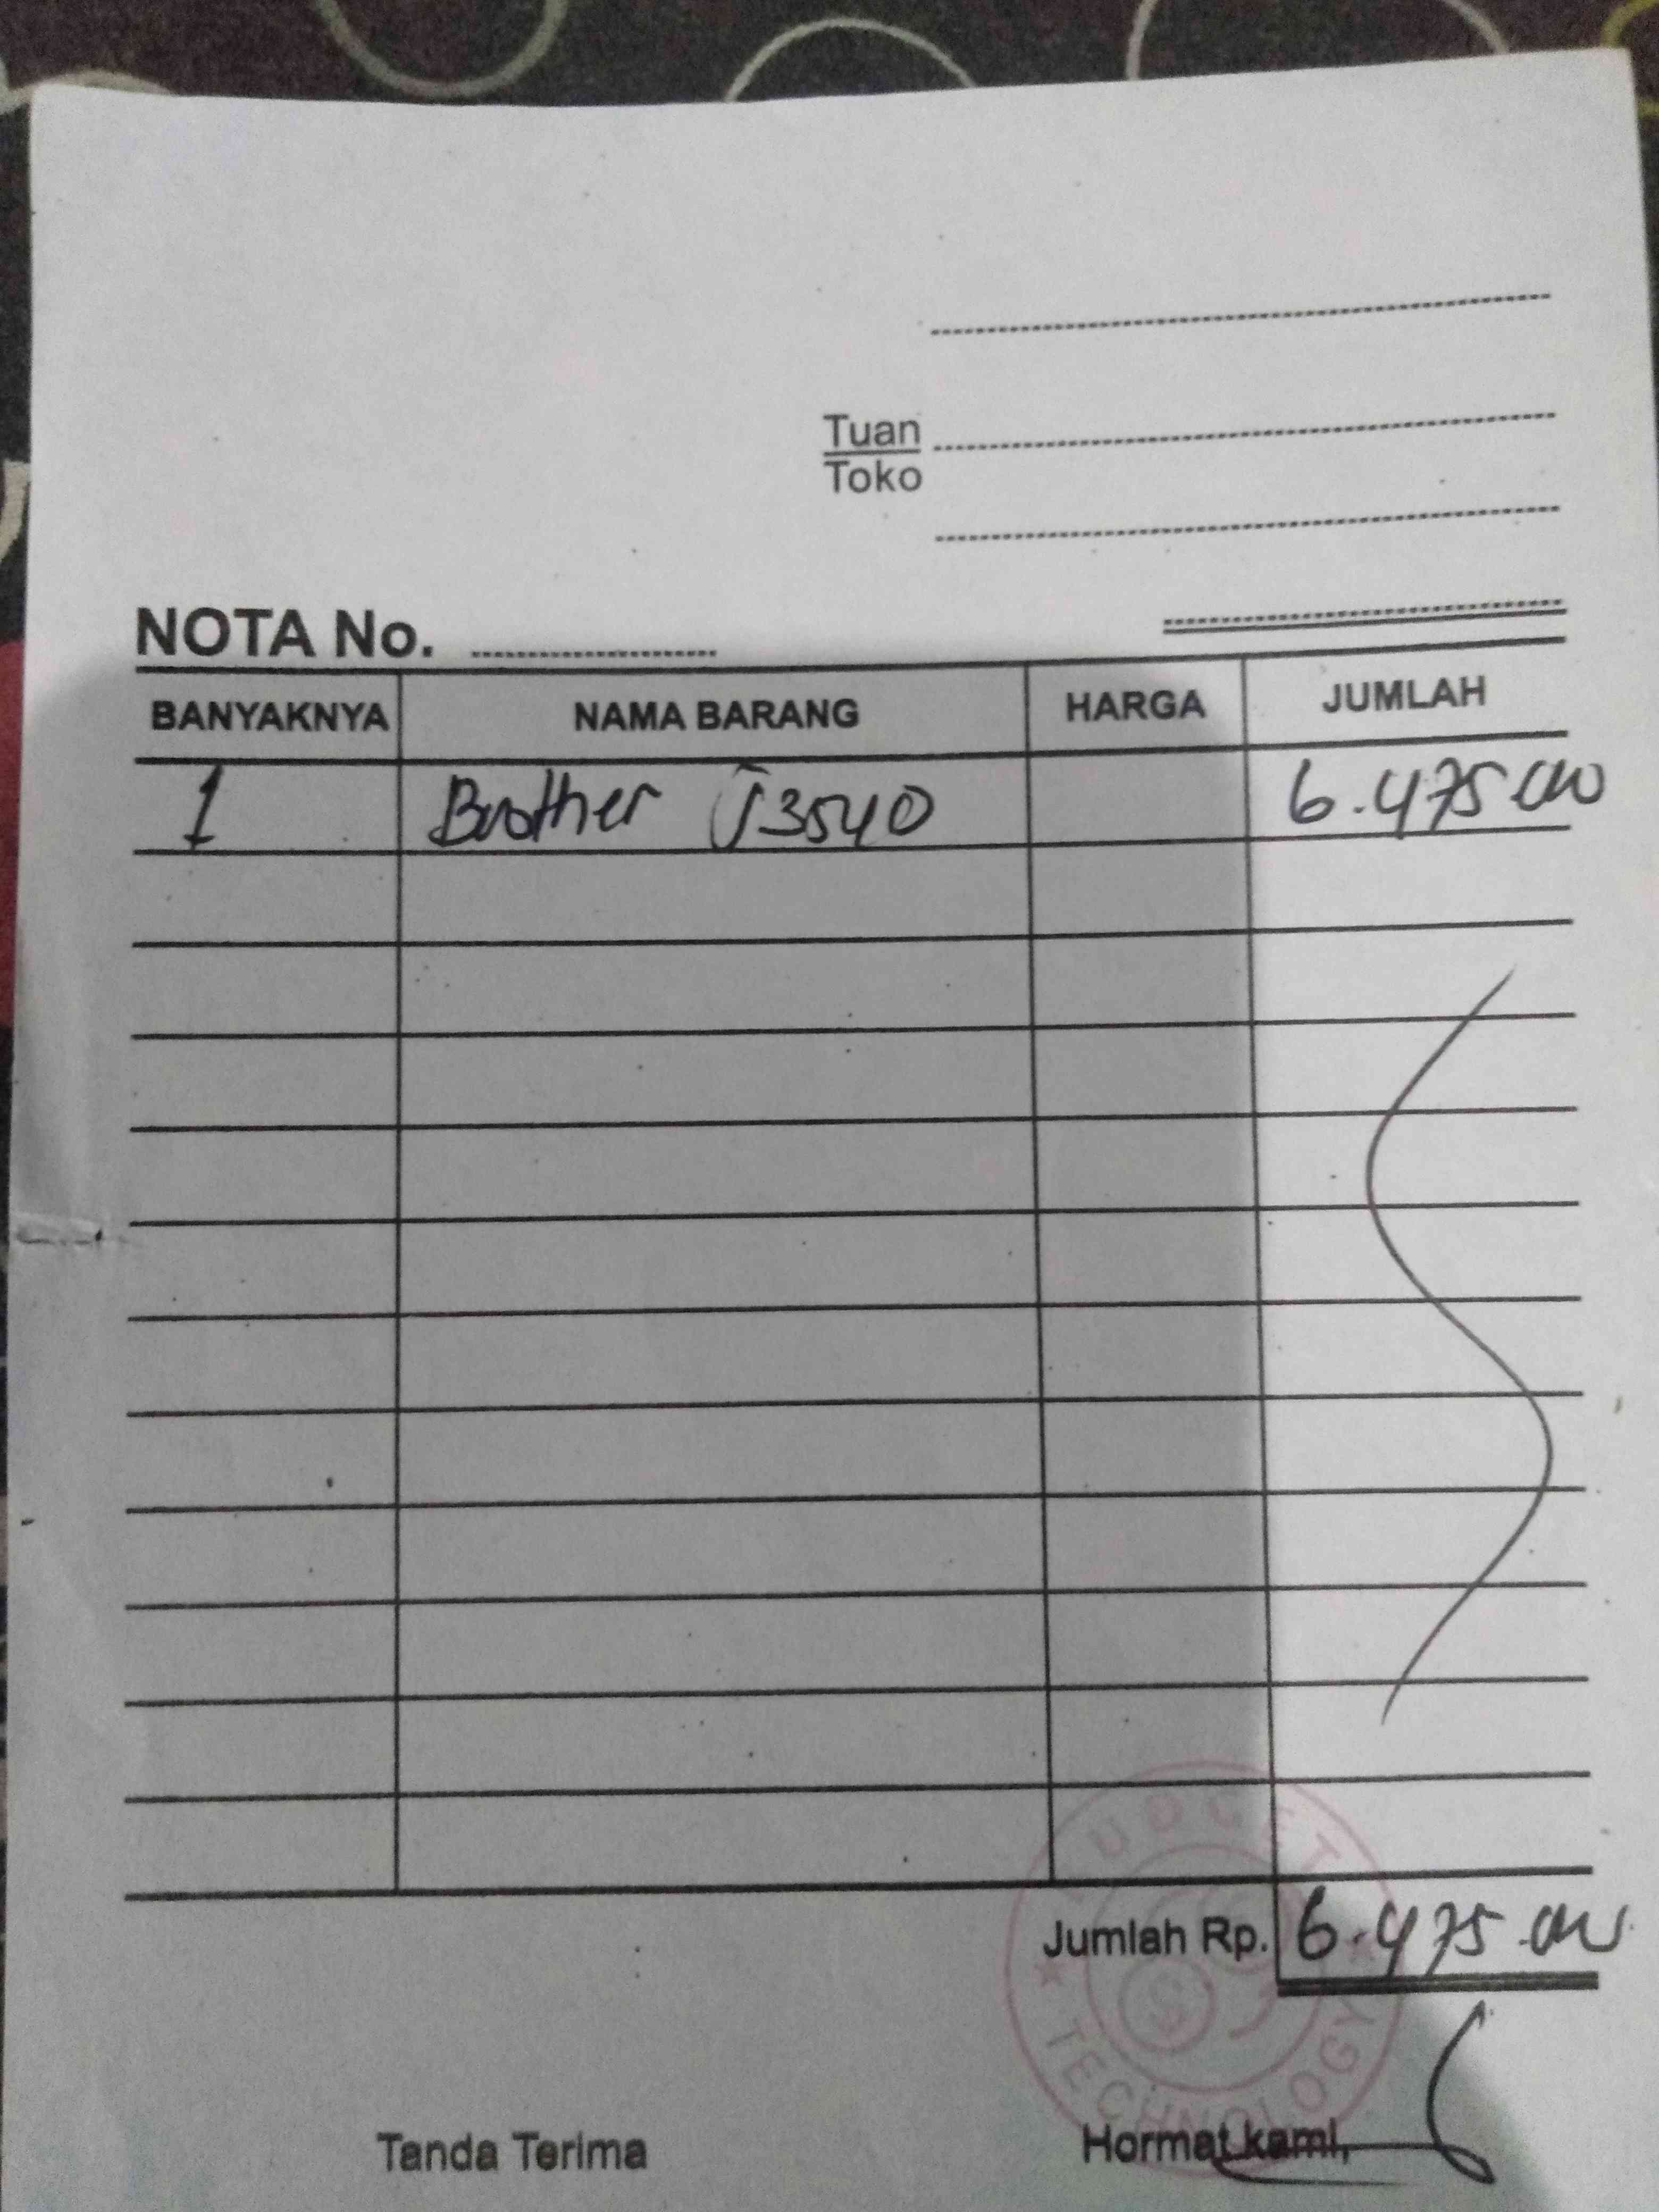 Tuan
Toko
NOTA No.
BANYAKNYA NAMA BARANG HARGA JUMLAH
1 Brother J3540 6.475.000
Jumlah Rp. 6.475.000
TECHNOLOGY
Tanda Terima Hormat kami,